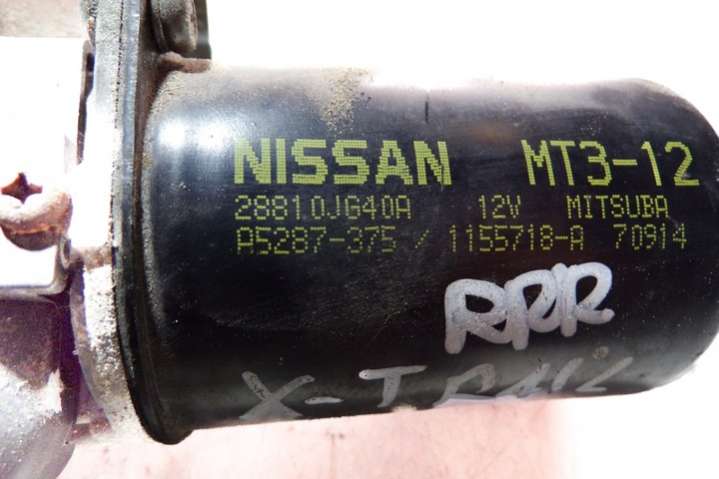 NISSAN MT3-12
28810JG40A 12V MITSUBA
A5287-375 / 1155718-A 70914
RRR
X-TRAIL